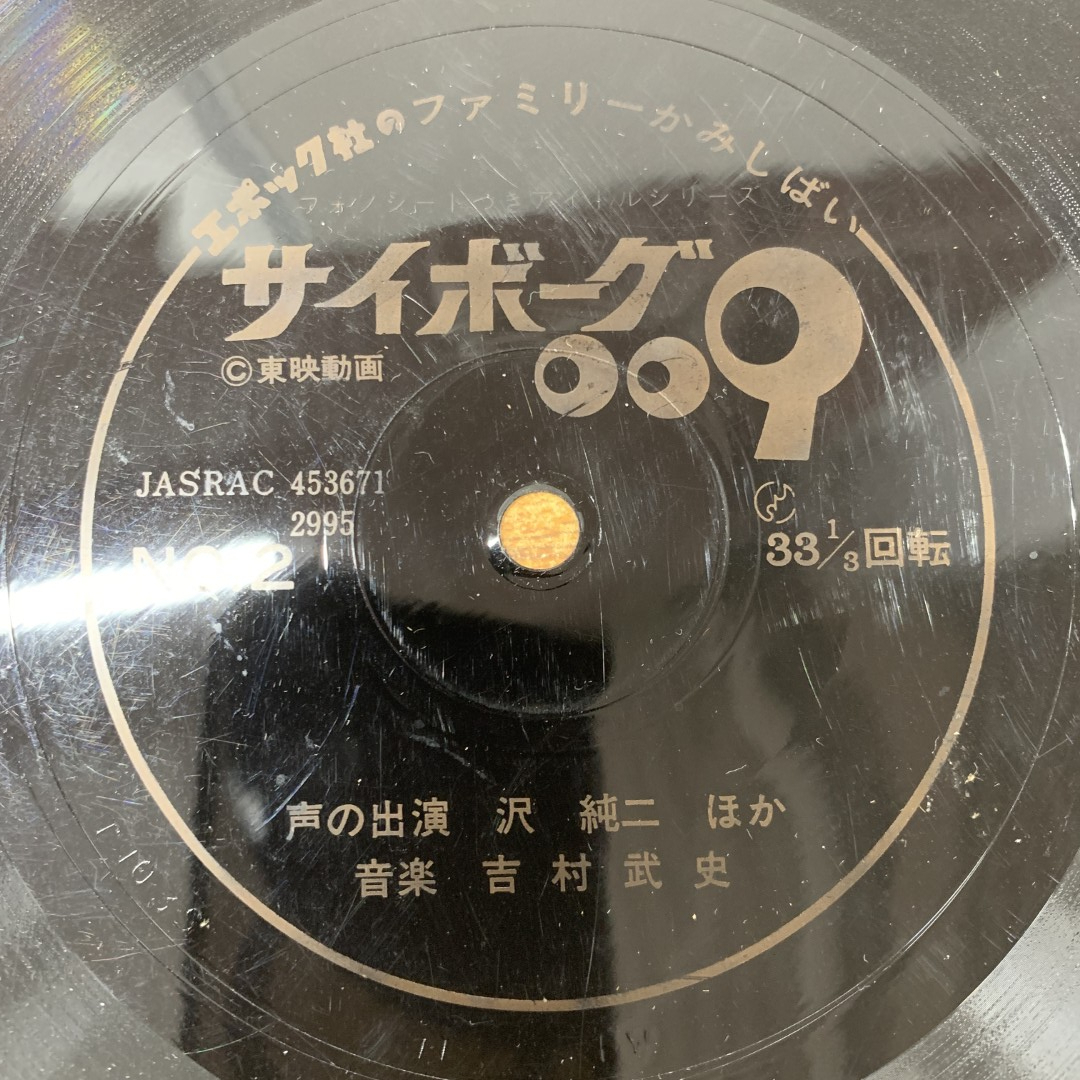 エポック社のファミリーかみしばい
フォノシートつきアイドルシリーズ
サイボーグ009
©東映動画
JASRAC 453671
2995
NO 2
33 1/3回転
声の出演 沢 純二 ほか
音楽 吉村武史